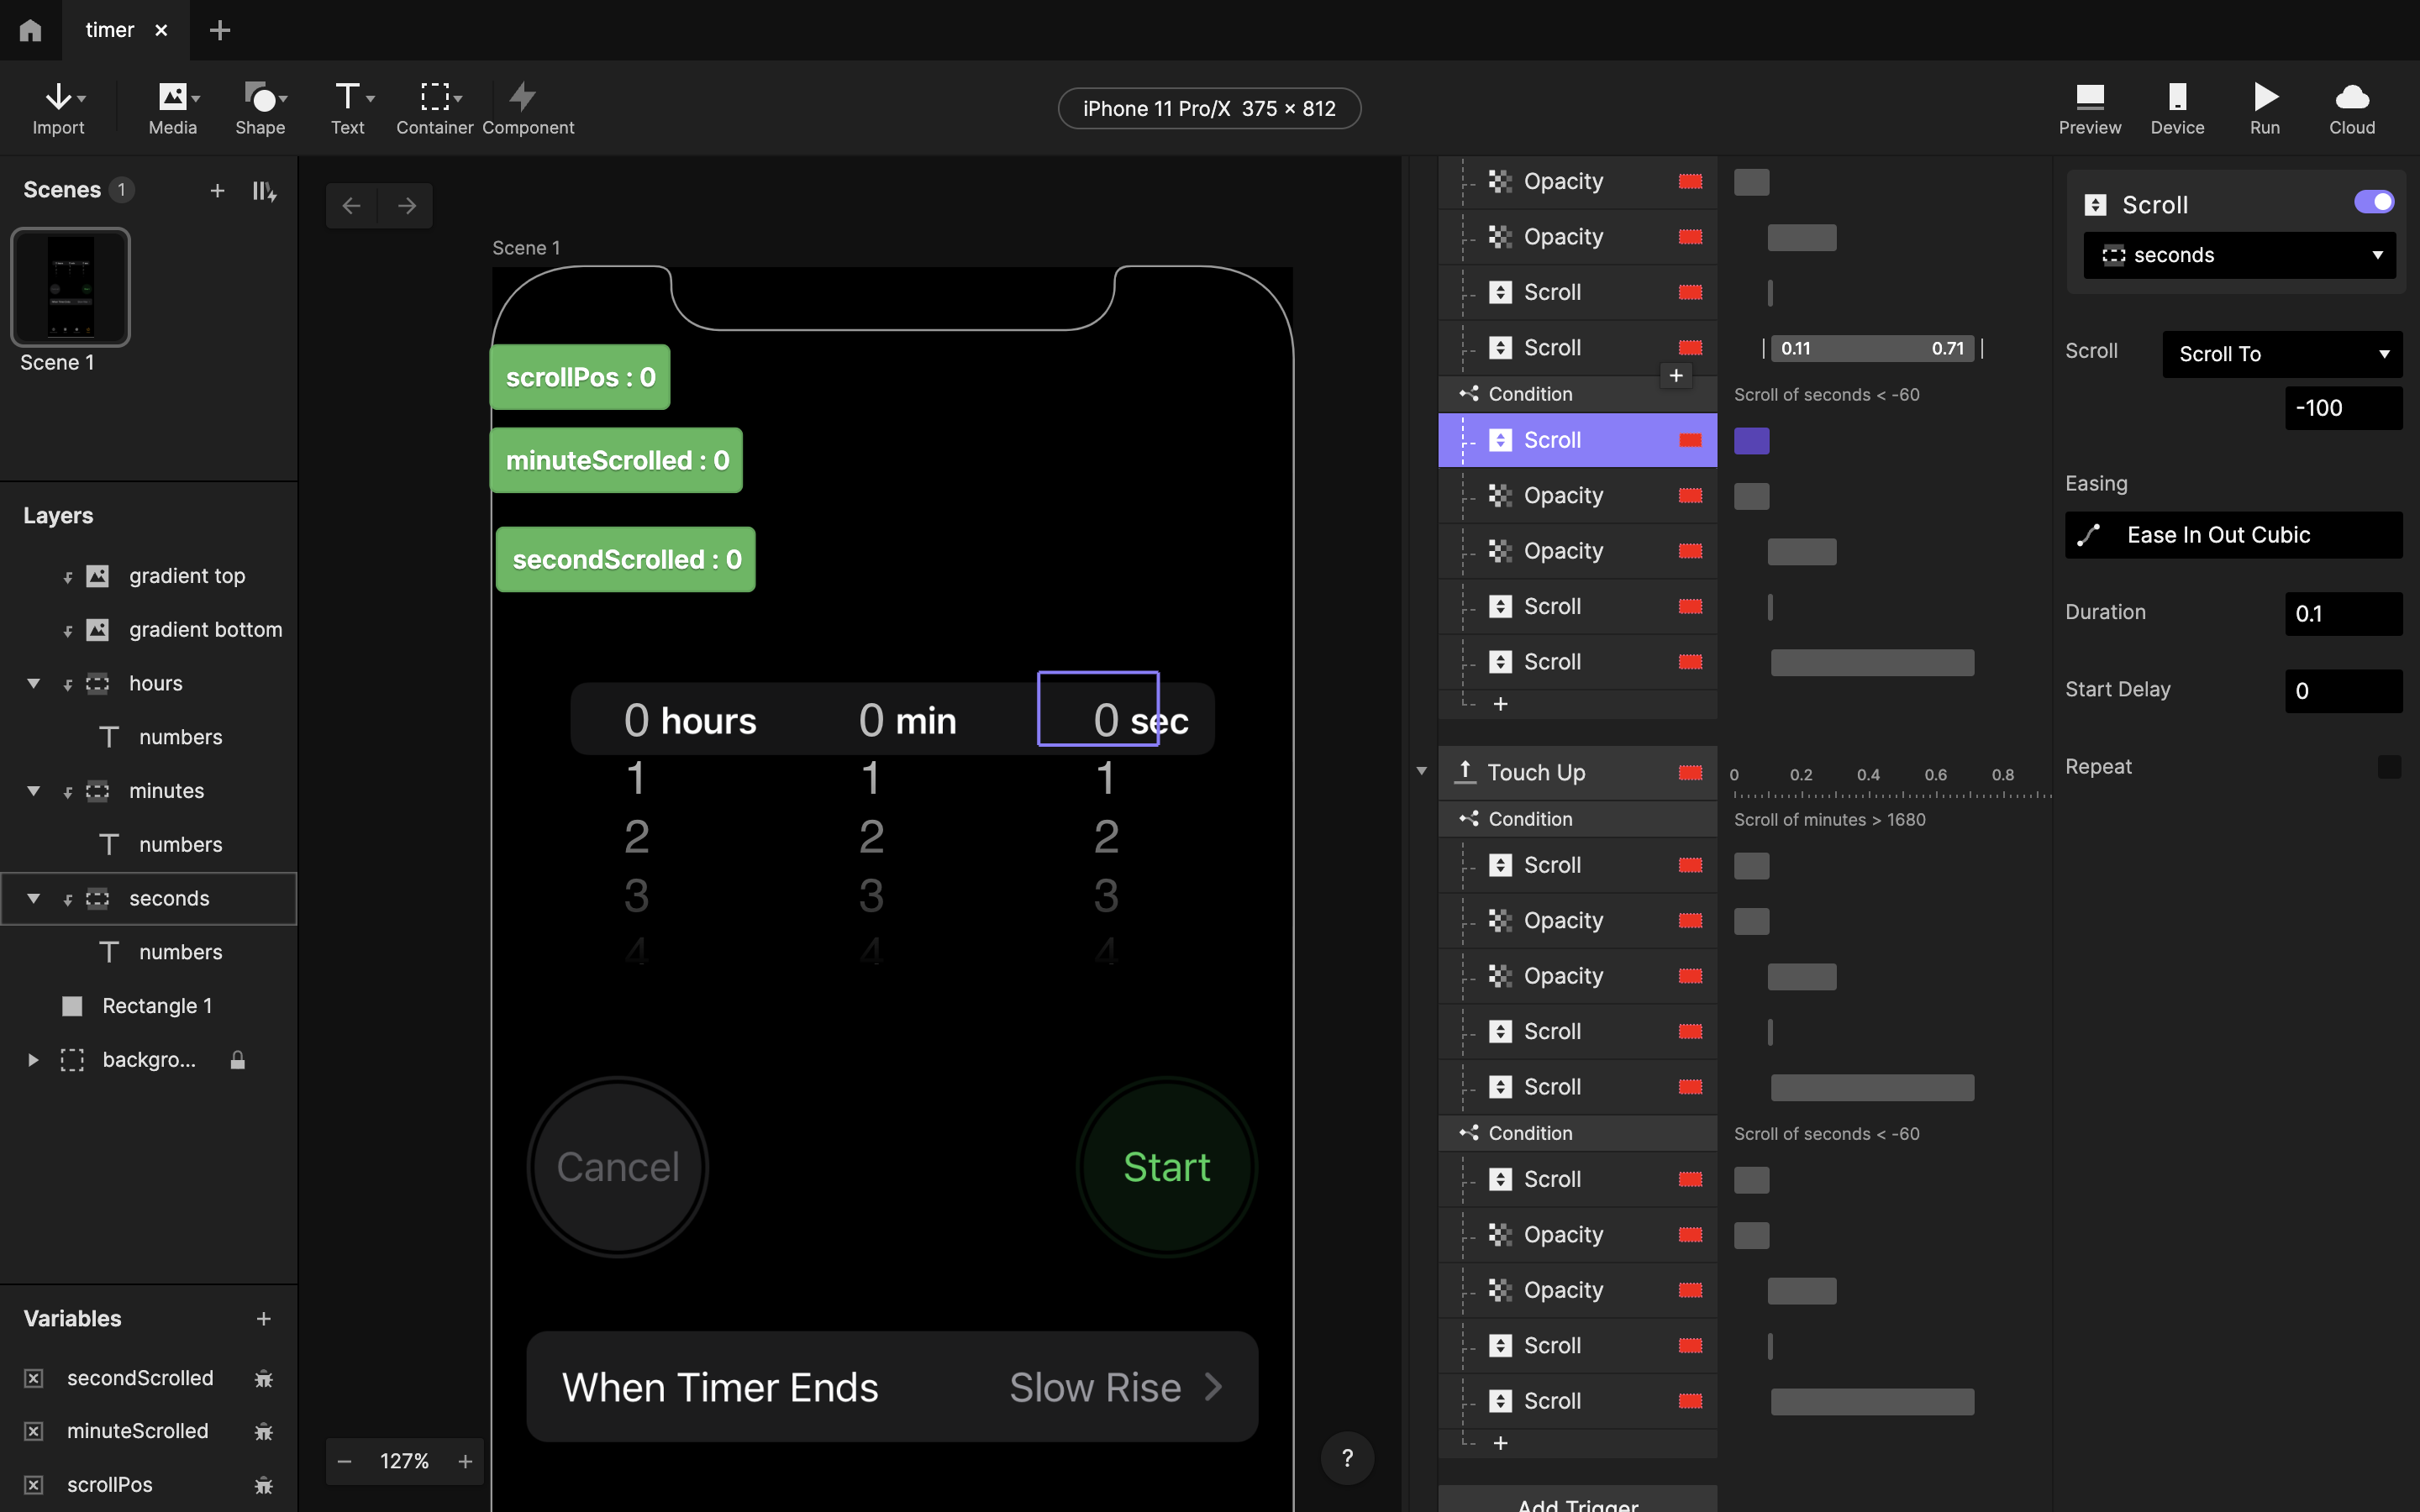 timer
Import
Media
Shape
Text
Container
Component
iPhone 11 Pro/X 375 × 812
Preview
Device
Run
Cloud
Scenes 1
Scene 1
Layers
gradient top
gradient bottom
hours
numbers
minutes
numbers
seconds
numbers
Rectangle 1
backgro...
Variables
secondScrolled
minuteScrolled
scrollPos
Scene 1
scrollPos : 0
minuteScrolled : 0
secondScrolled : 0
0 hours 0 min 0 sec
1 1 1
2 2 2
3 3 3
4 4 4
Cancel
Start
When Timer Ends Slow Rise
127%
?
Opacity
Opacity
Scroll
Scroll 0.11 0.71
Condition Scroll of seconds < -60
Scroll
Opacity
Opacity
Scroll
Scroll
Touch Up 0 0.2 0.4 0.6 0.8
Condition Scroll of minutes > 1680
Scroll
Opacity
Opacity
Scroll
Scroll
Condition Scroll of seconds < -60
Scroll
Opacity
Opacity
Scroll
Scroll
Add Trigger
Scroll
seconds
Scroll Scroll To
-100
Easing
Ease In Out Cubic
Duration 0.1
Start Delay 0
Repeat